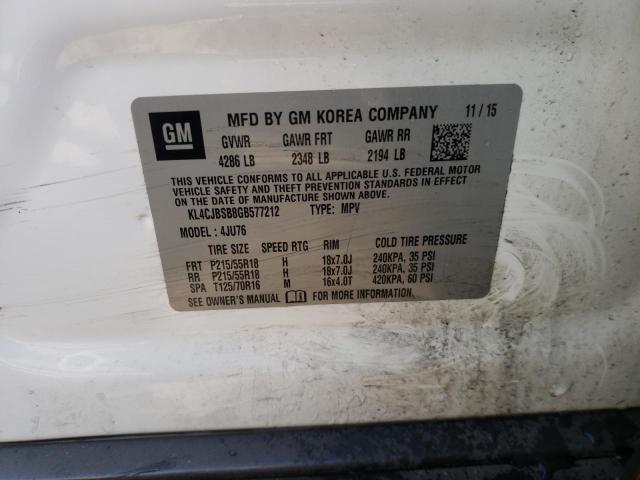 GM
MFD BY GM KOREA COMPANY 11 / 15
GVWR GAWR FRT GAWR RR
4286 LB 2348 LB 2194 LB
THIS VEHICLE CONFORMS TO ALL APPLICABLE U.S. FEDERAL MOTOR
VEHICLE SAFETY AND THEFT PREVENTION STANDARDS IN EFFECT
ON THE DATE OF MANUFACTURE SHOWN ABOVE.
KL4CJBSB8GB577212 TYPE: MPV
MODEL: 4JU76
TIRE SIZE SPEED RTG RIM COLD TIRE PRESSURE
FRT P215/55R18 H 18x7.0J 240KPA, 35 PSI
RR P215/55R18 H 18x7.0J 240KPA, 35 PSI
SPA T125/70R16 M 16x4.0T 420KPA, 60 PSI
SEE OWNER'S MANUAL FOR MORE INFORMATION.